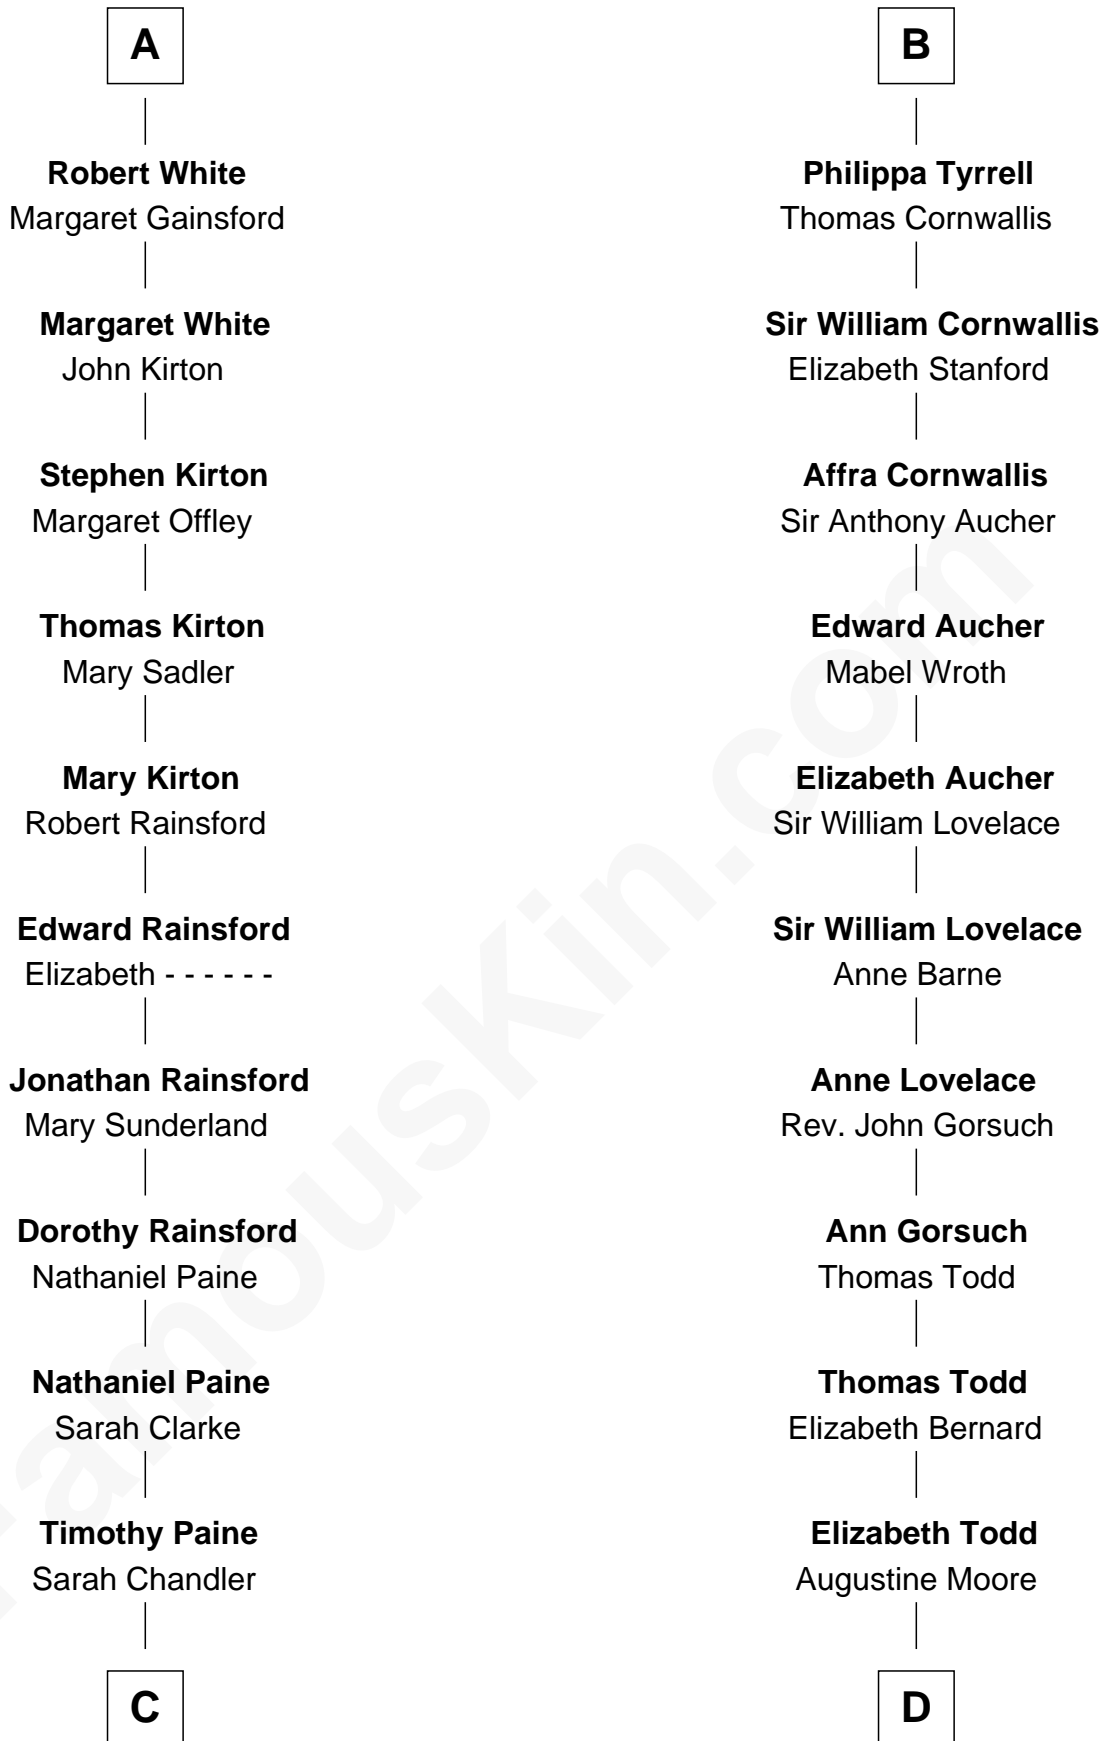 A
Robert White
Margaret Gainsford
Margaret White
John Kirton
Stephen Kirton
Margaret Offley
Thomas Kirton
Mary Sadler
Mary Kirton
Robert Rainsford
Edward Rainsford
Elizabeth - - - - - -
Jonathan Rainsford
Mary Sunderland
Dorothy Rainsford
Nathaniel Paine
Nathaniel Paine
Sarah Clarke
Timothy Paine
Sarah Chandler
C
B
Philippa Tyrrell
Thomas Cornwallis
Sir William Cornwallis
Elizabeth Stanford
Affra Cornwallis
Sir Anthony Aucher
Edward Aucher
Mabel Wroth
Elizabeth Aucher
Sir William Lovelace
Sir William Lovelace
Anne Barne
Anne Lovelace
Rev. John Gorsuch
Ann Gorsuch
Thomas Todd
Thomas Todd
Elizabeth Bernard
Elizabeth Todd
Augustine Moore
D
FamousKin.com